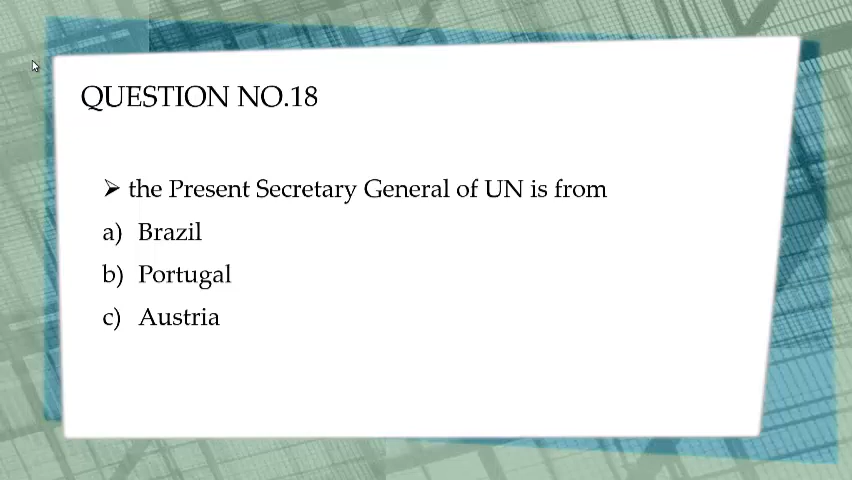 QUESTION NO.18
➢ the Present Secretary General of UN is from
a) Brazil
b) Portugal
c) Austria